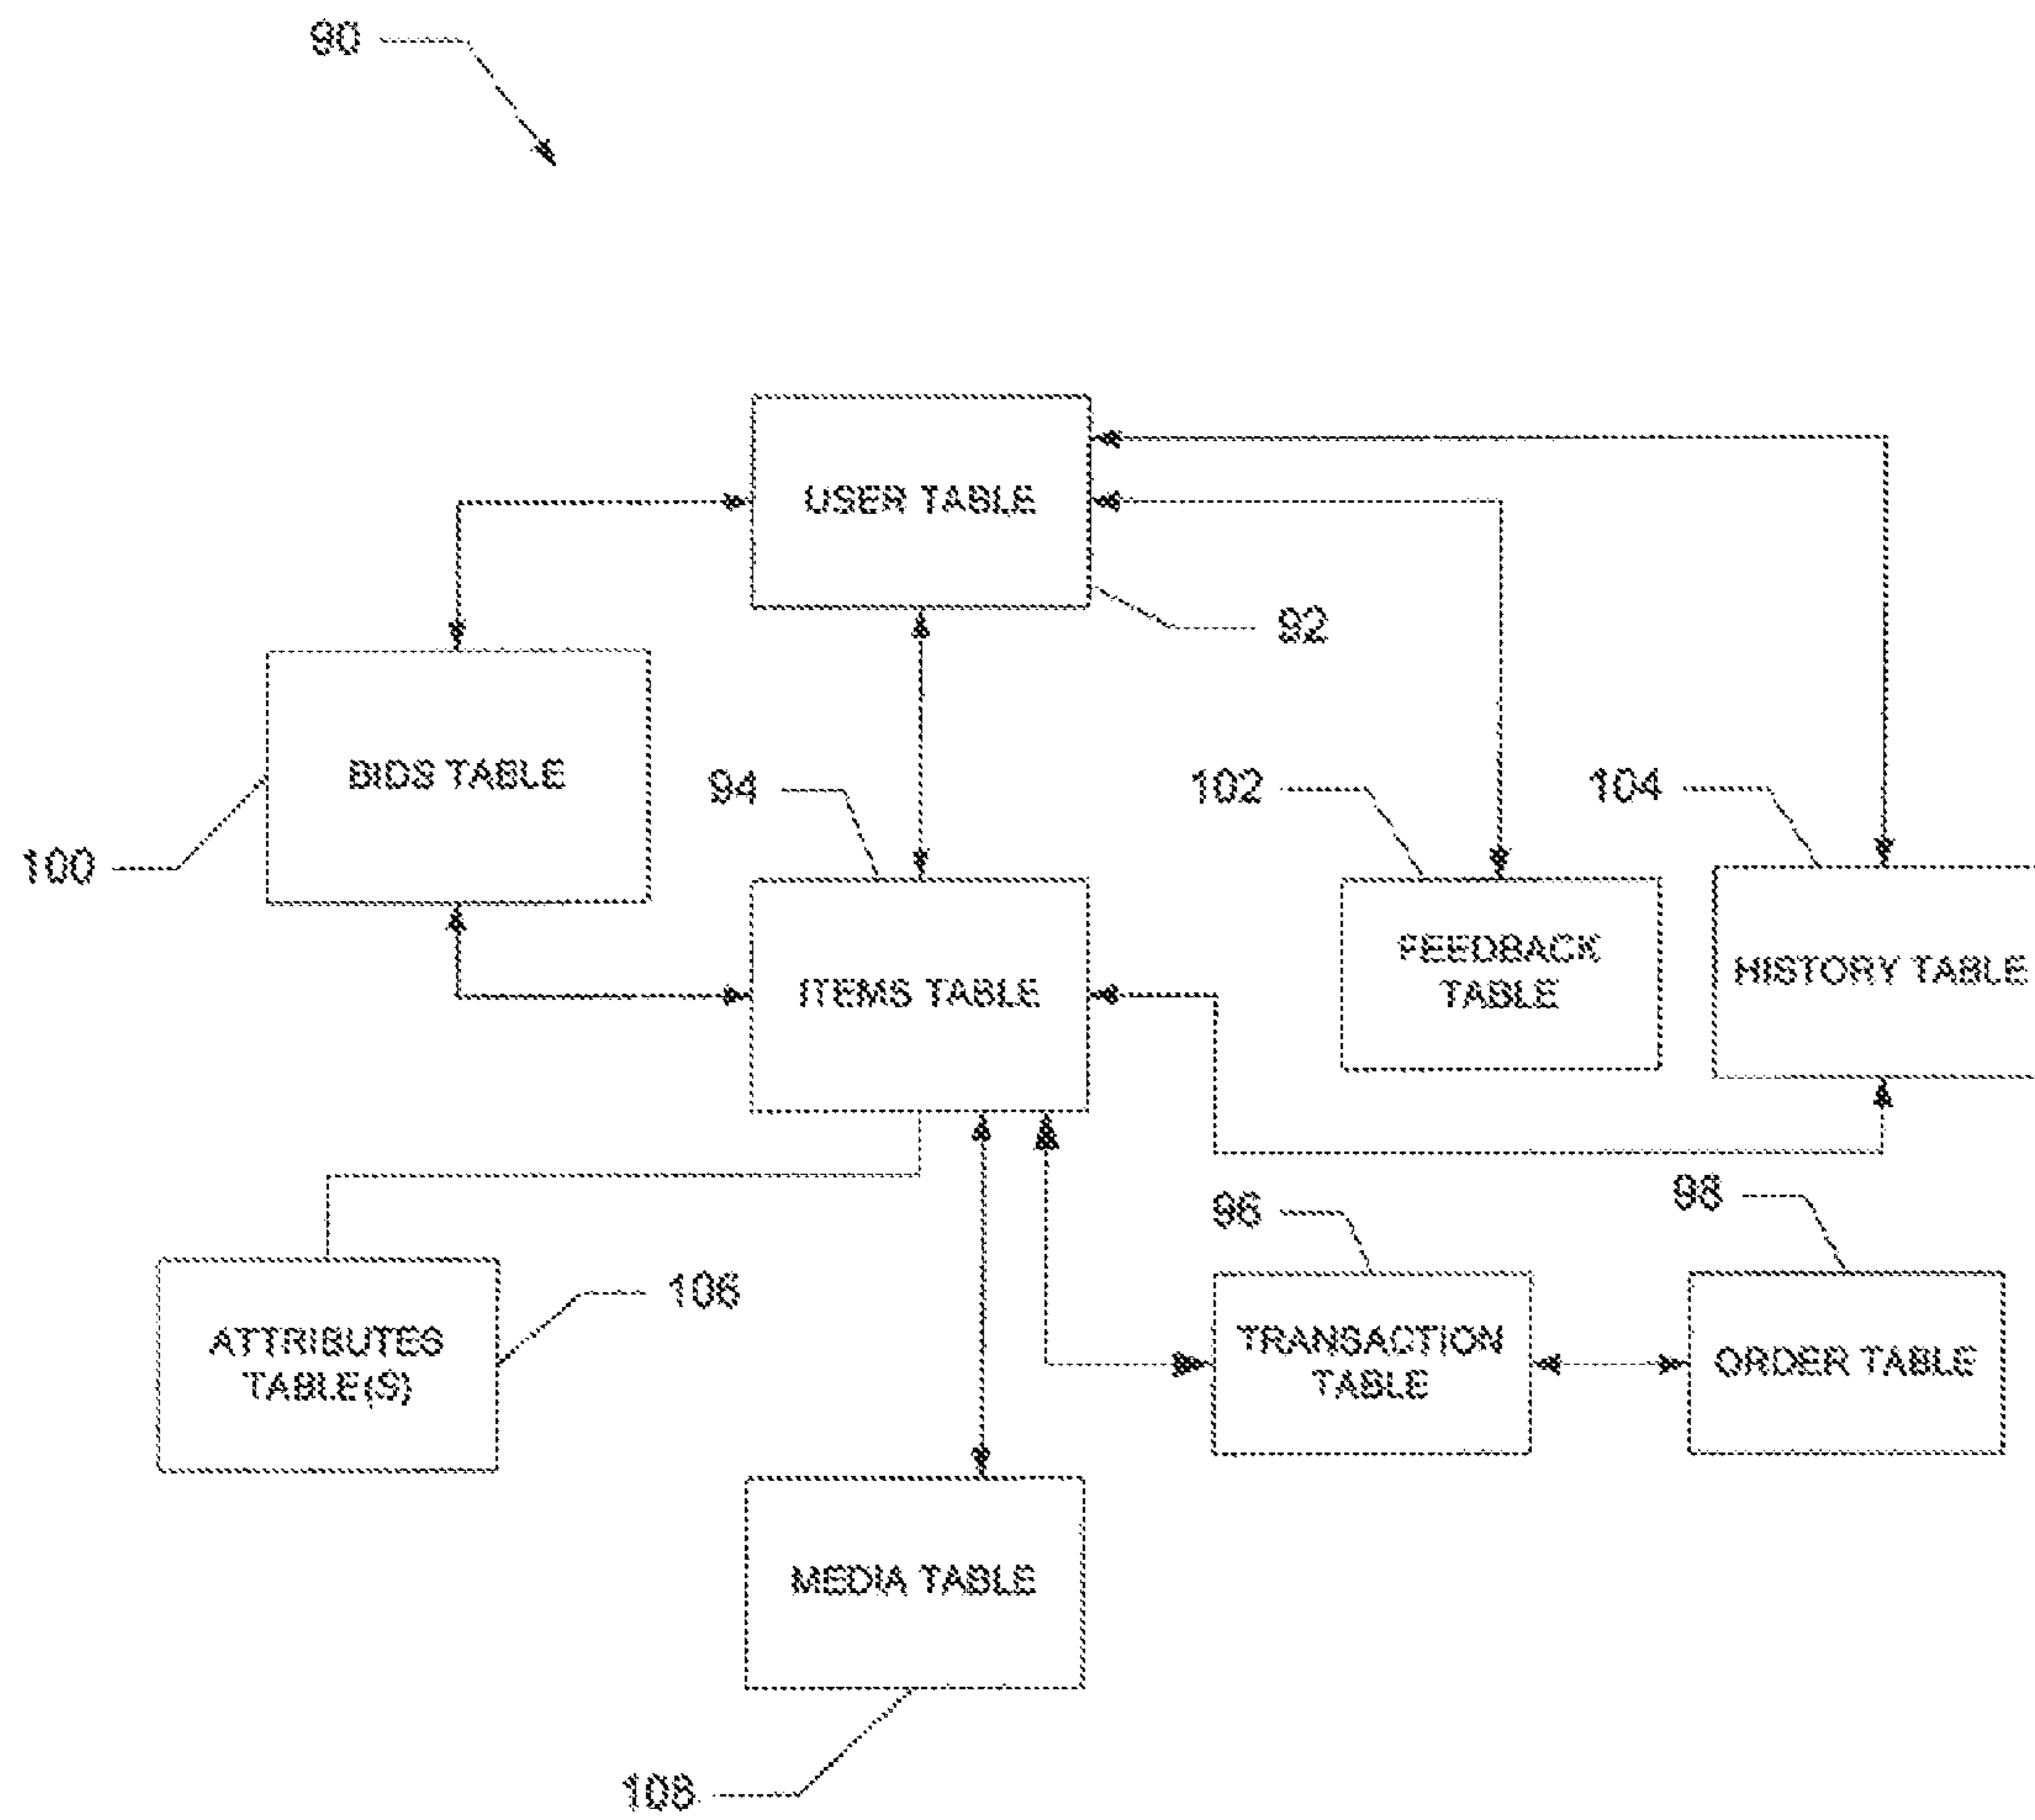 90
USER TABLE
92
BIDS TABLE
100
94
102
104
ITEMS TABLE
FEEDBACK
TABLE
HISTORY TABLE
96
98
106
ATTRIBUTES
TABLE(S)
TRANSACTION
TABLE
ORDER TABLE
MEDIA TABLE
108